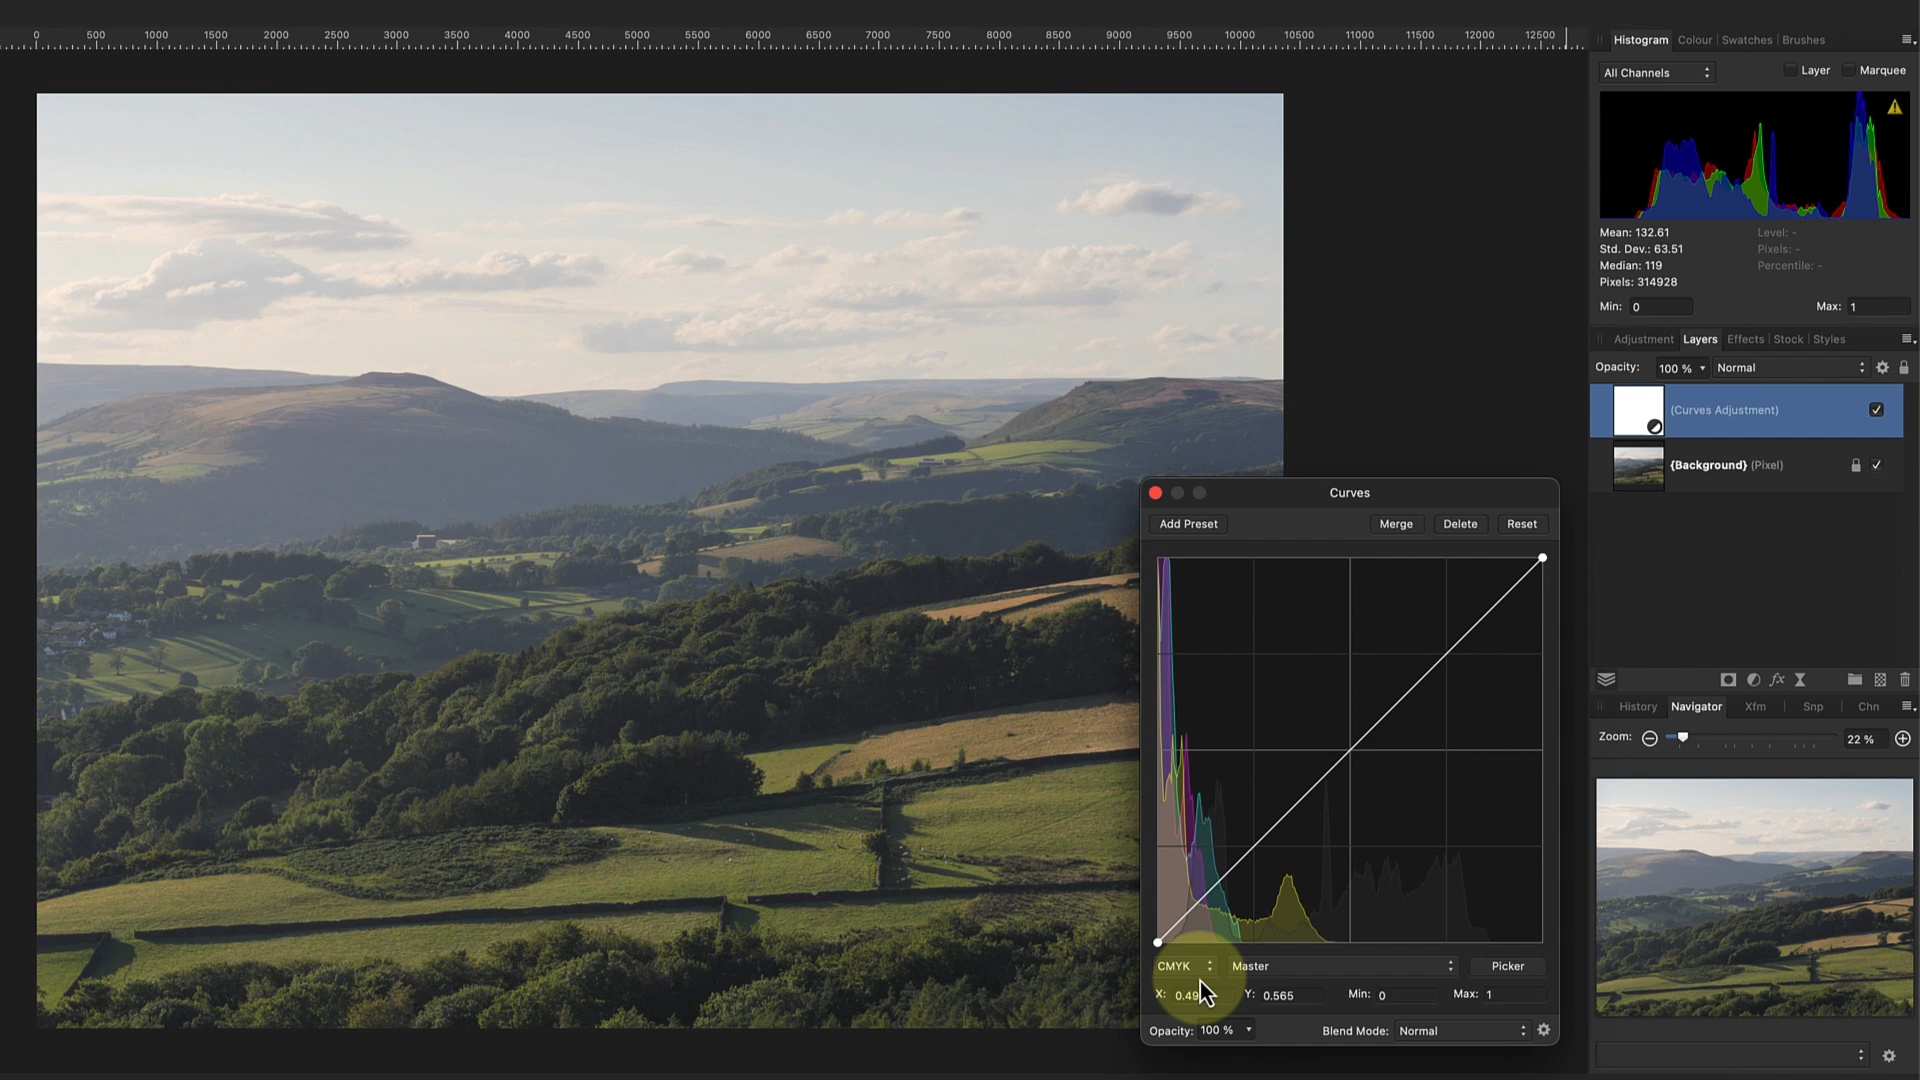 0 500 1000 1500 2000 2500 3000 3500 4000 4500 5000 5500 6000 6500 7000 7500 8000 8500 9000 9500 10000 10500 11000 11500 12000 12500
Histogram Colour Swatches Brushes
All Channels Layer Marquee
Mean: 132.61 Level: -
Std. Dev.: 63.51 Pixels: -
Median: 119 Percentile: -
Pixels: 314928
Min: 0 Max: 1
Adjustment Layers Effects Stock Styles
Opacity: 100 % Normal
(Curves Adjustment)
{Background} (Pixel)
fx
History Navigator Xfm Snp Chn
Zoom: 22 %
Curves
Add Preset Merge Delete Reset
CMYK Master Picker
X: 0.49 Y: 0.565 Min: 0 Max: 1
Opacity: 100 % Blend Mode: Normal